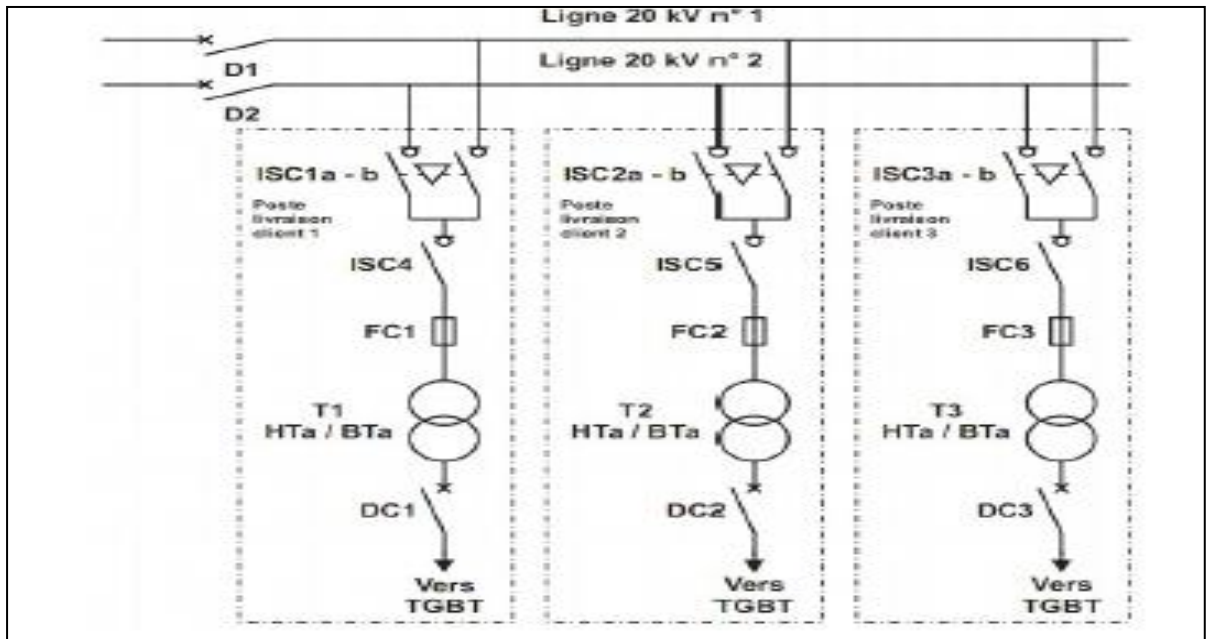 Ligne 20 kV n° 1
Ligne 20 kV n° 2
D1
D2
ISC1a - b
Poste
livraison
client 1
ISC4
FC1
T1
HTa / BTa
DC1
Vers
TGBT
ISC2a - b
Poste
livraison
client 2
ISC5
FC2
T2
HTa / BTa
DC2
Vers
TGBT
ISC3a - b
Poste
livraison
client 3
ISC6
FC3
T3
HTa / BTa
DC3
Vers
TGBT